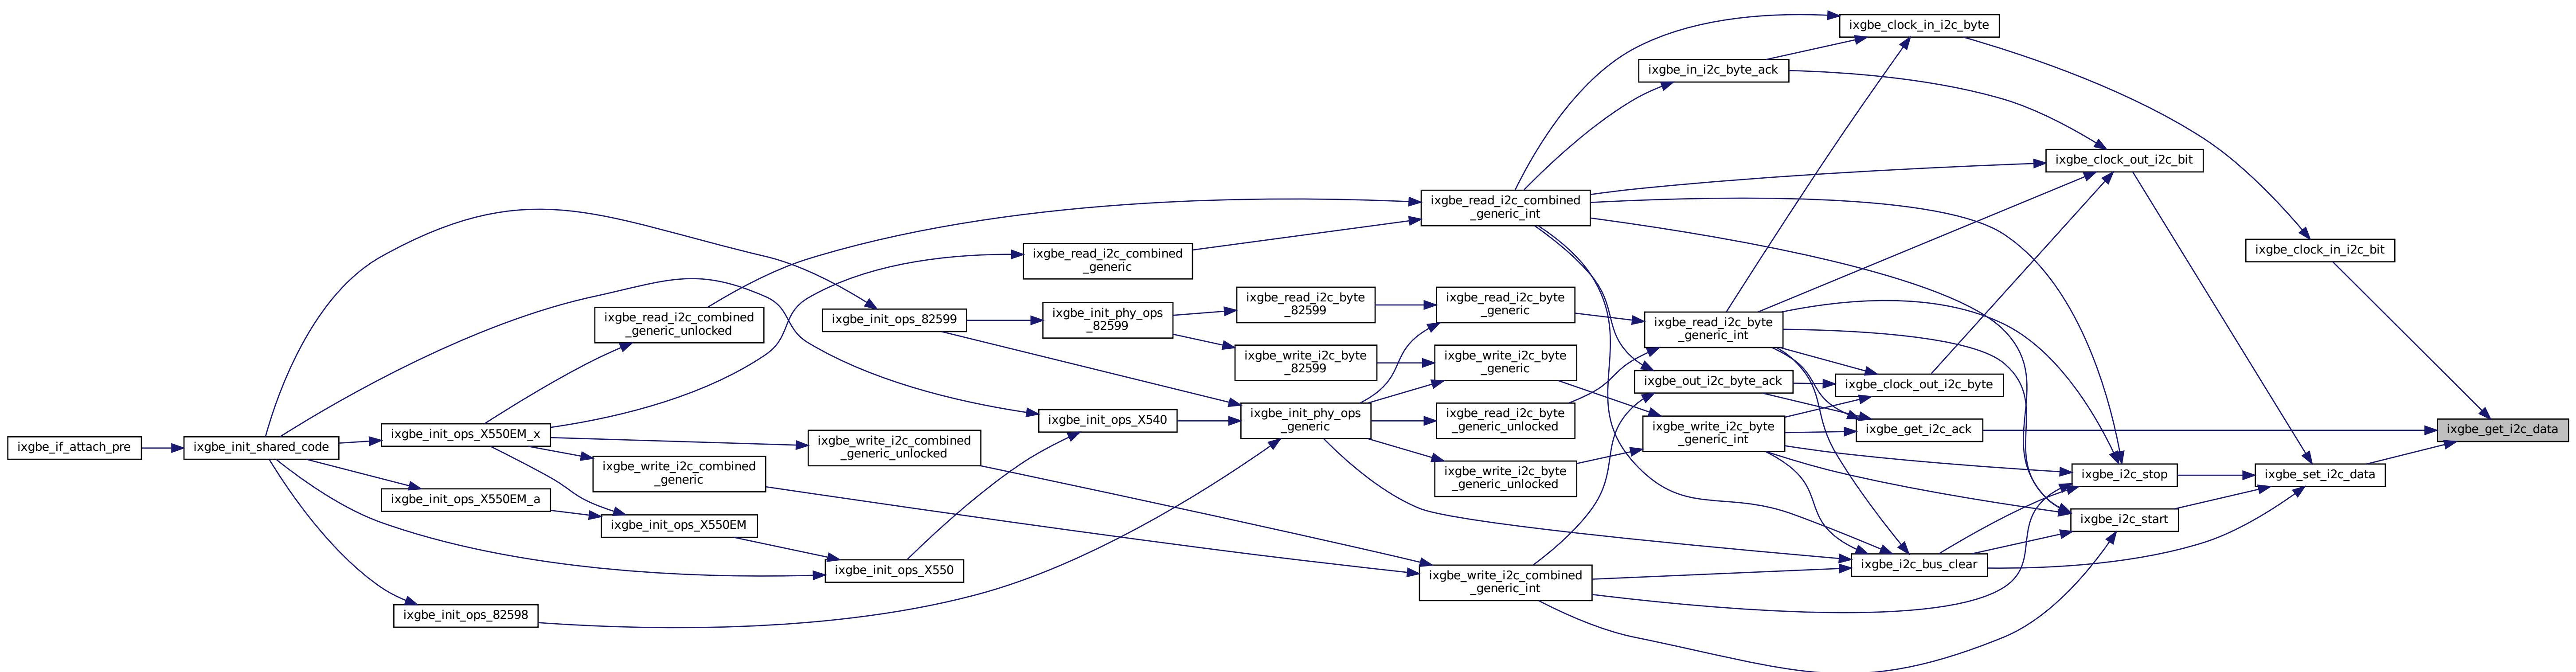 ixgbe_if_attach_pre
ixgbe_init_shared_code
ixgbe_init_ops_X550EM_x
ixgbe_init_ops_X550EM_a
ixgbe_init_ops_82598
ixgbe_read_i2c_combined
_generic_unlocked
ixgbe_write_i2c_combined
_generic
ixgbe_init_ops_X550EM
ixgbe_init_ops_82599
ixgbe_write_i2c_combined
_generic_unlocked
ixgbe_init_ops_X550
ixgbe_read_i2c_combined
_generic
ixgbe_init_phy_ops
_82599
ixgbe_init_ops_X540
ixgbe_read_i2c_byte
_82599
ixgbe_write_i2c_byte
_82599
ixgbe_init_phy_ops
_generic
ixgbe_read_i2c_combined
_generic_int
ixgbe_read_i2c_byte
_generic
ixgbe_write_i2c_byte
_generic
ixgbe_read_i2c_byte
_generic_unlocked
ixgbe_write_i2c_byte
_generic_unlocked
ixgbe_write_i2c_combined
_generic_int
ixgbe_in_i2c_byte_ack
ixgbe_read_i2c_byte
_generic_int
ixgbe_out_i2c_byte_ack
ixgbe_write_i2c_byte
_generic_int
ixgbe_clock_in_i2c_byte
ixgbe_clock_out_i2c_byte
ixgbe_get_i2c_ack
ixgbe_i2c_bus_clear
ixgbe_clock_out_i2c_bit
ixgbe_i2c_stop
ixgbe_i2c_start
ixgbe_clock_in_i2c_bit
ixgbe_set_i2c_data
ixgbe_get_i2c_data